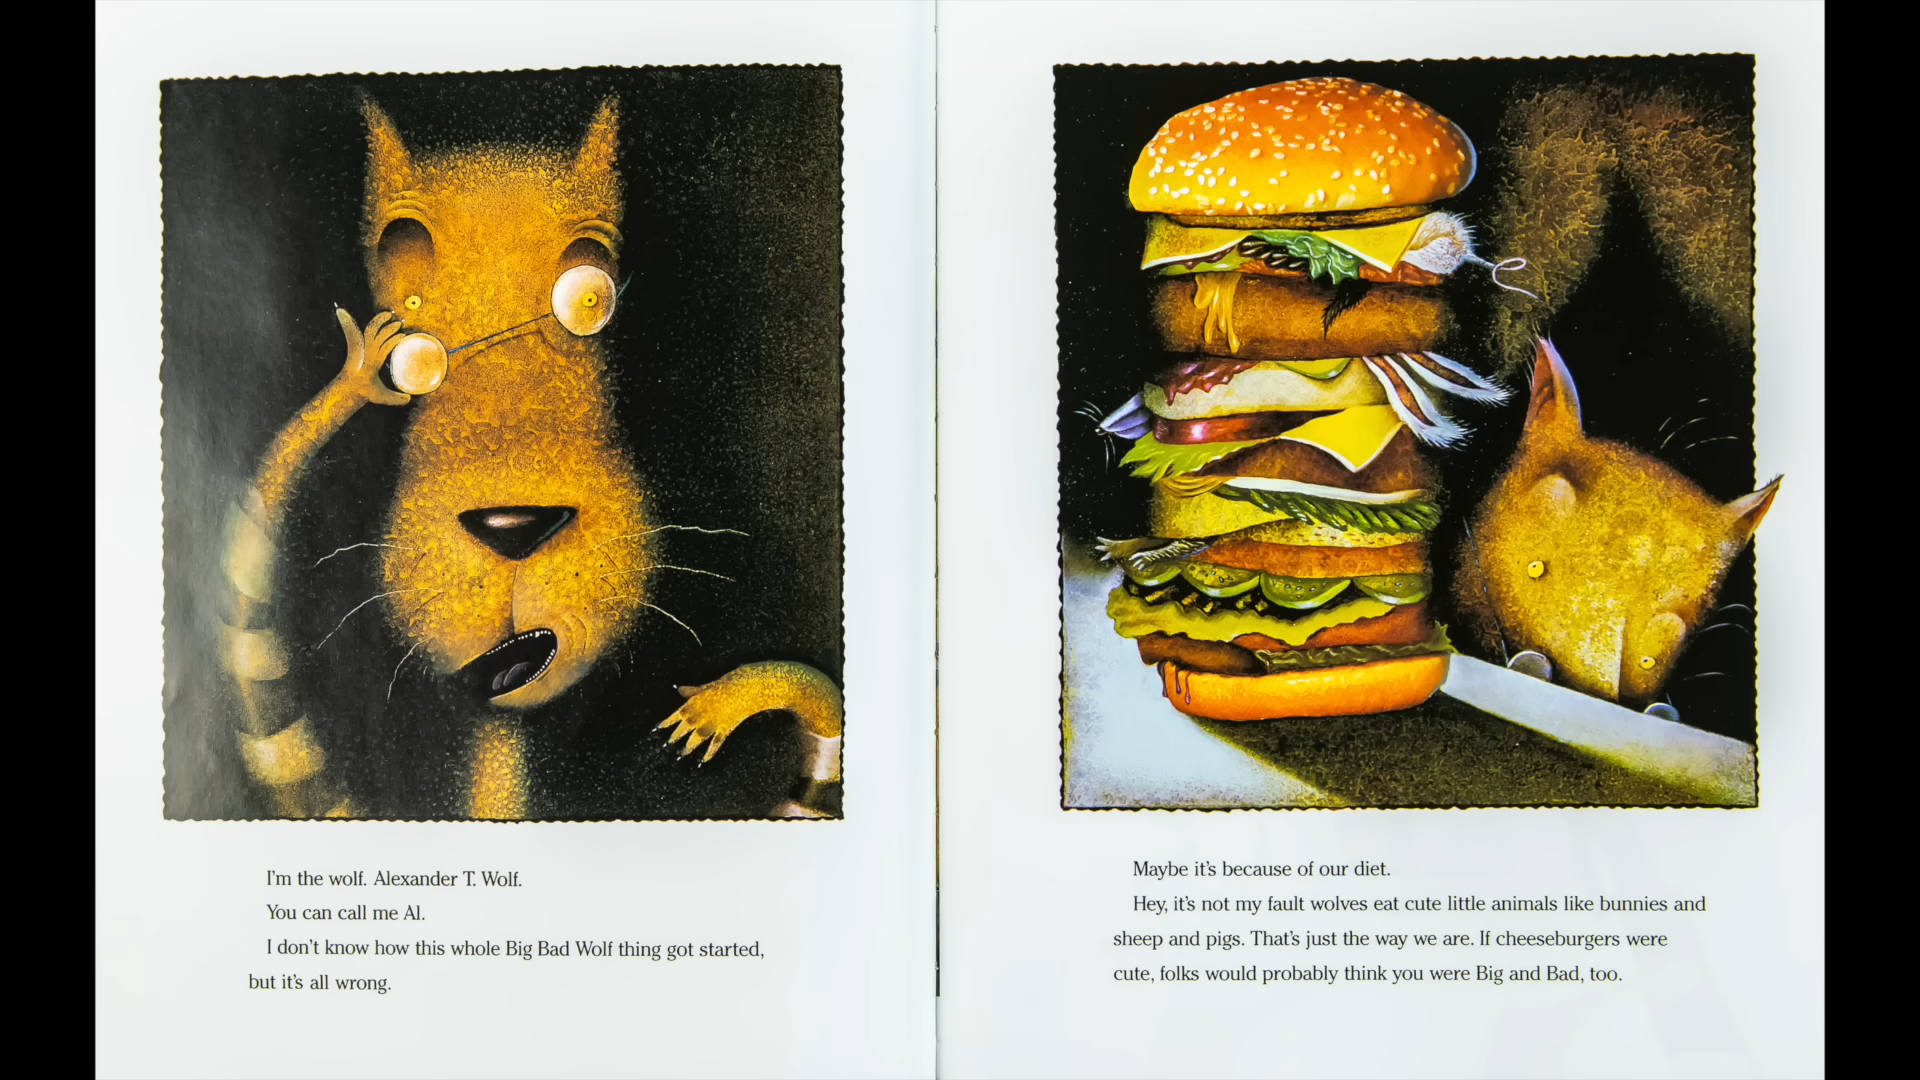 I'm the wolf. Alexander T. Wolf.
You can call me Al.
I don't know how this whole Big Bad Wolf thing got started,
but it's all wrong.
Maybe it's because of our diet.
Hey, it's not my fault wolves eat cute little animals like bunnies and
sheep and pigs. That's just the way we are. If cheeseburgers were
cute, folks would probably think you were Big and Bad, too.